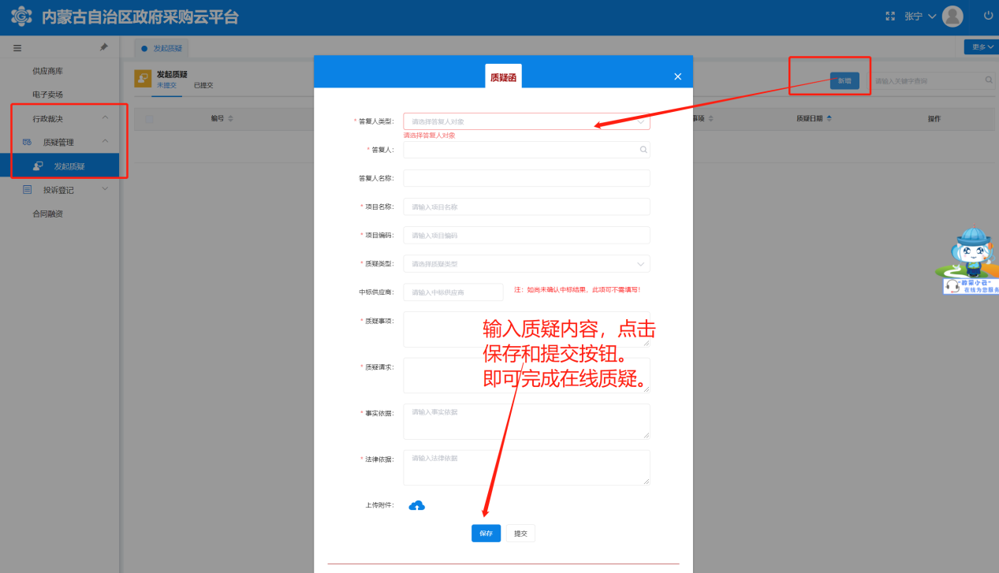 内蒙古自治区政府采购云平台
张宁
发起质疑
更多
供应商库
电子卖场
行政裁决
质疑管理
发起质疑
投诉登记
合同融资
发起质疑
未提交
已提交
新增
请输入关键字查询
编号
事项
质疑日期
操作
质疑函
* 答复人类型：
请选择答复人对象
请选择答复人对象
* 答复人：
答复人名称：
* 项目名称：
请输入项目名称
* 项目编码：
请输入项目编码
* 质疑类型：
请选择质疑类型
中标供应商：
请输入中标供应商
注：如尚未确认中标结果，此项可不需填写！
* 质疑事项：
输入质疑内容，点击
保存和提交按钮。
即可完成在线质疑。
* 质疑请求：
* 事实依据：
请输入事实依据
* 法律依据：
请输入法律依据
上传附件：
保存
提交
在线为您服务